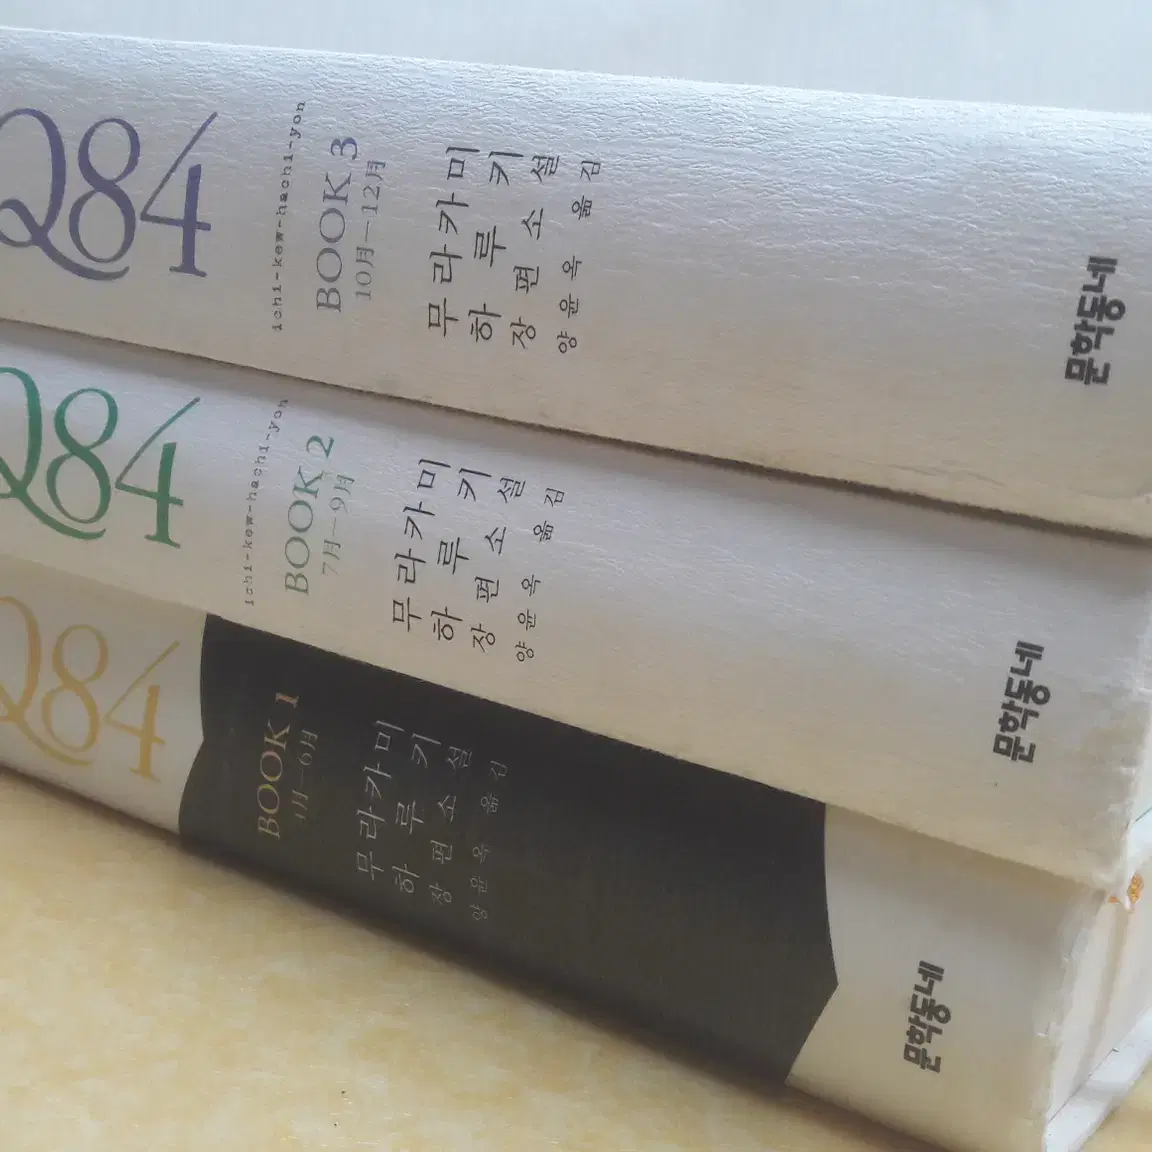 Q84
ichi-kew-hachi-yon
BOOK 3
10月—12月
무라카미
하루키
장편소설
양윤옥 옮김
문학동네
Q84
ichi-kew-hachi-yon
BOOK 2
7月—9月
무라카미
하루키
장편소설
양윤옥 옮김
문학동네
Q84
BOOK 1
4月—6月
무라카미
하루키
장편소설
양윤옥 옮김
문학동네